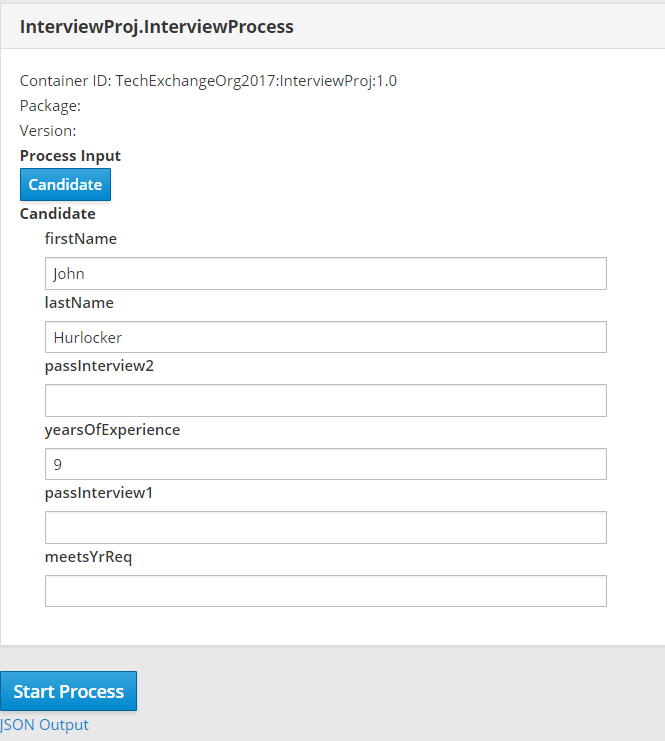 InterviewProj.InterviewProcess
Container ID: TechExchangeOrg2017:InterviewProj:1.0
Package:
Version:
Process Input
Candidate
Candidate
firstName
John
lastName
Hurlocker
passInterview2
yearsOfExperience
9
passInterview1
meetsYrReq
Start Process
JSON Output